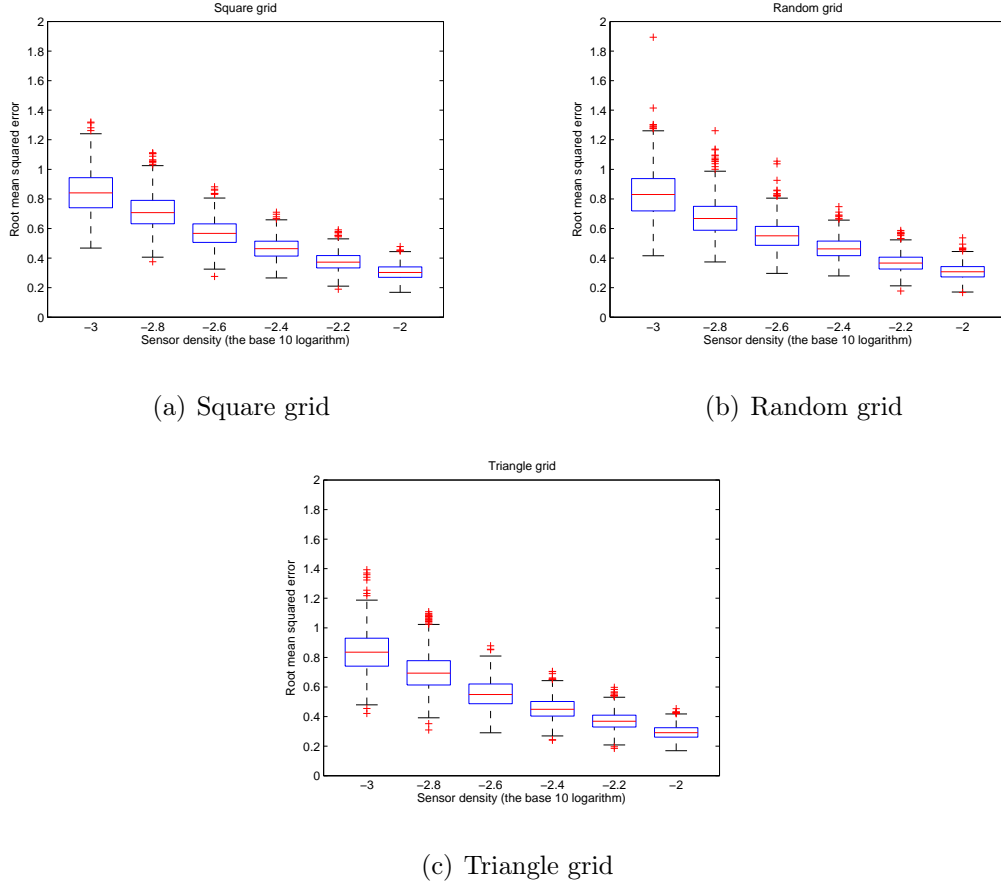 Square grid
2
1.8
1.6
1.4
1.2
1
0.8
0.6
0.4
0.2
0
Root mean squared error
−3 −2.8 −2.6 −2.4 −2.2 −2
Sensor density (the base 10 logarithm)
(a) Square grid
Random grid
2
1.8
1.6
1.4
1.2
1
0.8
0.6
0.4
0.2
0
Root mean squared error
−3 −2.8 −2.6 −2.4 −2.2 −2
Sensor density (the base 10 logarithm)
(b) Random grid
Triangle grid
2
1.8
1.6
1.4
1.2
1
0.8
0.6
0.4
0.2
0
Root mean squared error
−3 −2.8 −2.6 −2.4 −2.2 −2
Sensor density (the base 10 logarithm)
(c) Triangle grid